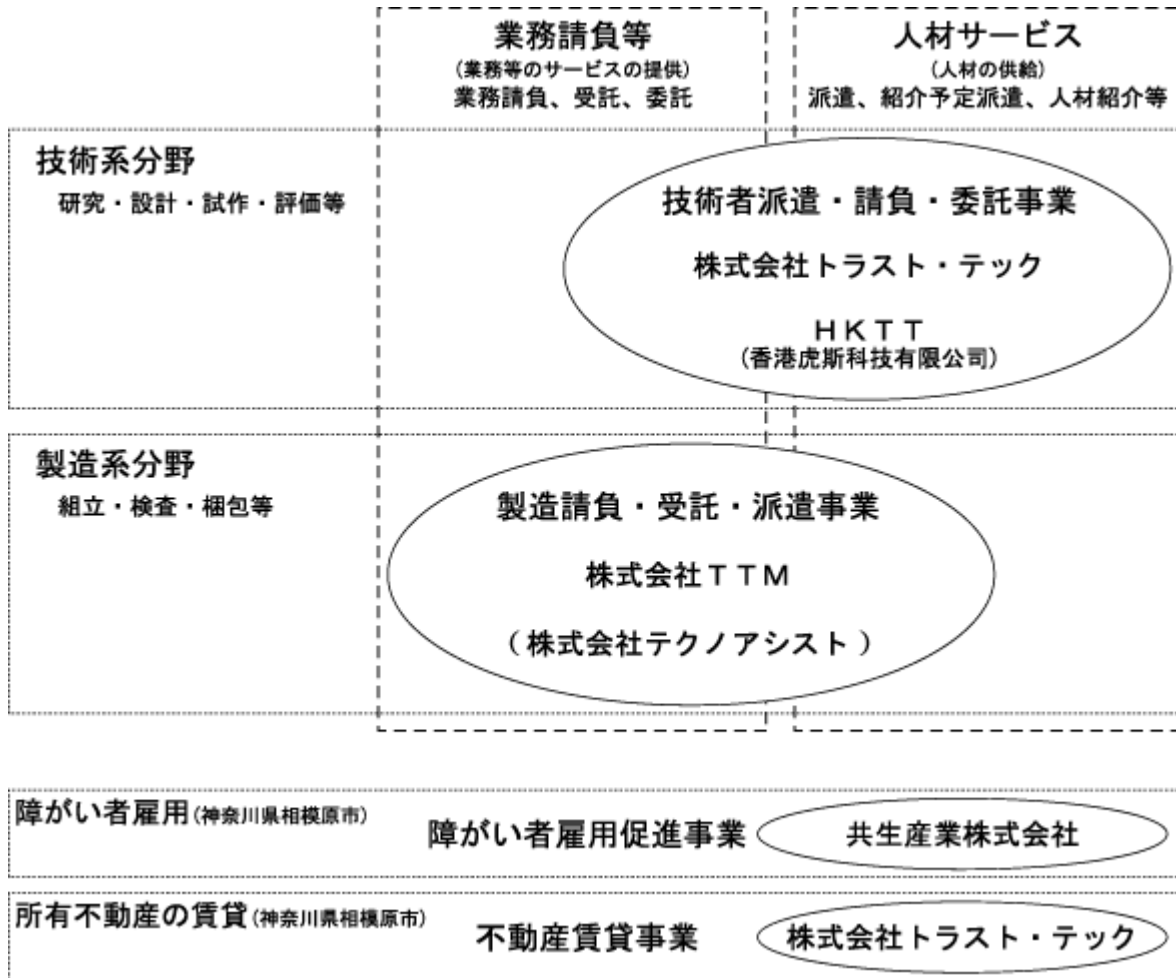 業務請負等
(業務等のサービスの提供)
業務請負、受託、委託
人材サービス
(人材の供給)
派遣、紹介予定派遣、人材紹介等
技術系分野
研究・設計・試作・評価等
技術者派遣・請負・委託事業
株式会社トラスト・テック
ＨＫＴＴ
(香港虎斯科技有限公司)
製造系分野
組立・検査・梱包等
製造請負・受託・派遣事業
株式会社ＴＴＭ
（株式会社テクノアシスト）
障がい者雇用(神奈川県相模原市)
障がい者雇用促進事業
共生産業株式会社
所有不動産の賃貸(神奈川県相模原市)
不動産賃貸事業
株式会社トラスト・テック